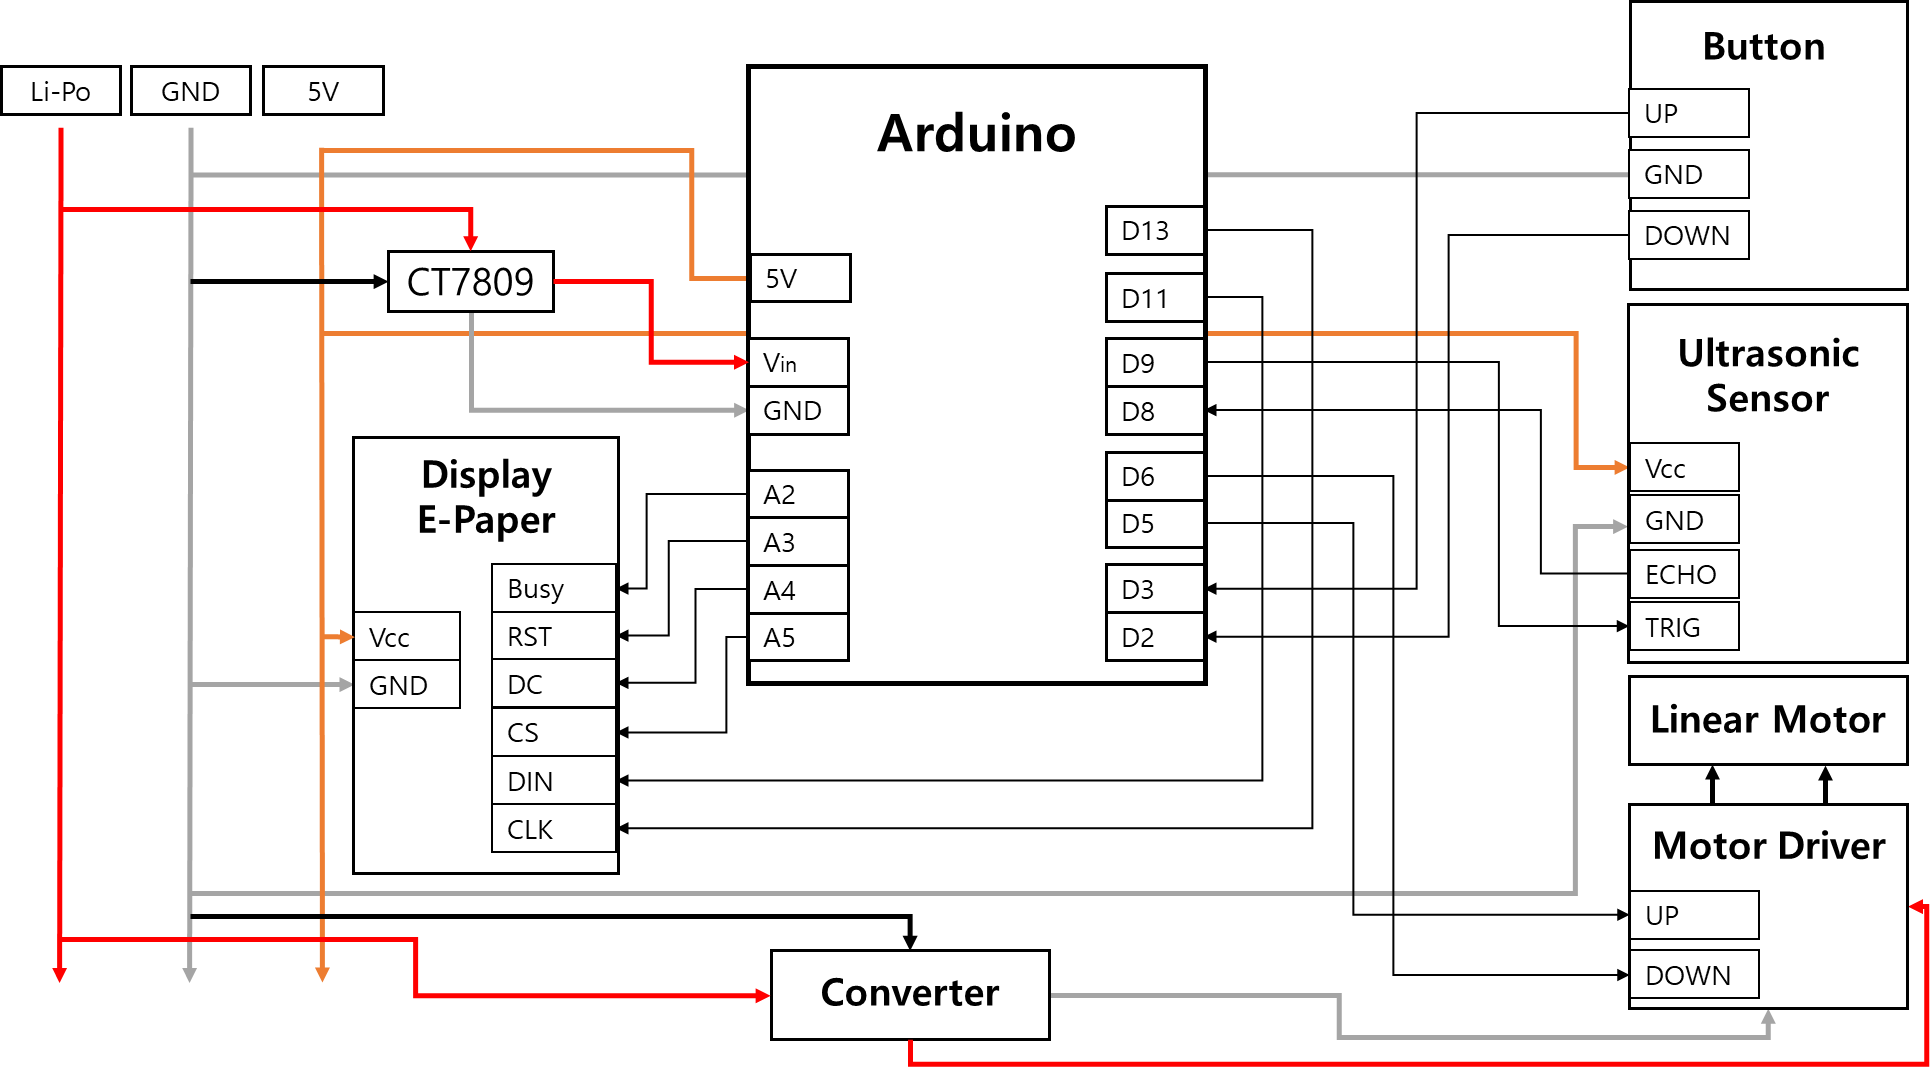 Li-Po
GND
5V
CT7809
Arduino
5V
Vin
GND
A2
A3
A4
A5
D13
D11
D9
D8
D6
D5
D3
D2
Display
E-Paper
Vcc
GND
Busy
RST
DC
CS
DIN
CLK
Button
UP
GND
DOWN
Ultrasonic
Sensor
Vcc
GND
ECHO
TRIG
Linear Motor
Motor Driver
UP
DOWN
Converter